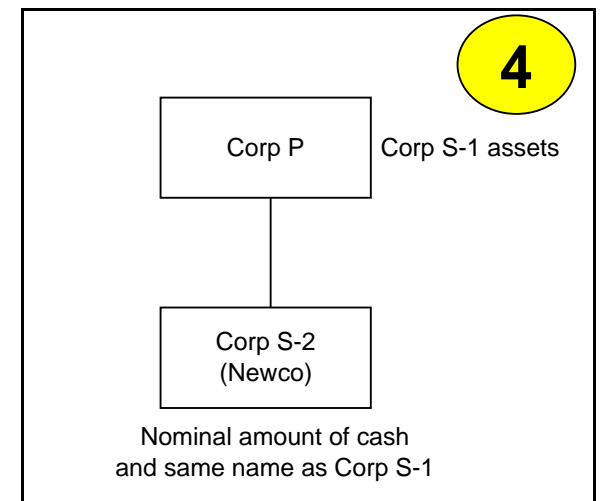 4
Corp P
Corp S-1 assets
Corp S-2
(Newco)
Nominal amount of cash
and same name as Corp S-1